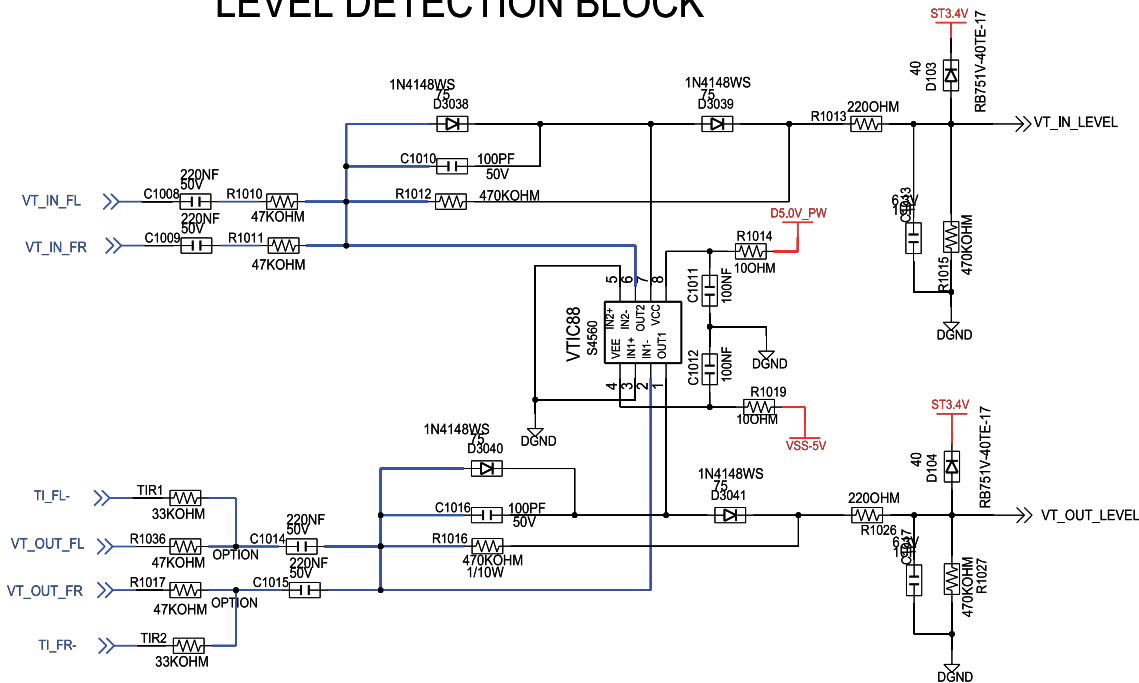 LEVEL DETECTION BLOCK
ST3.4V
40
D103
RB751V-40TE-17
1N4148WS
75
D3038
1N4148WS
75
D3039
R1013
220OHM
VT_IN_LEVEL
C1010
100PF
50V
220NF
50V
VT_IN_FL
C1008
R1010
47KOHM
R1012
470KOHM
220NF
50V
VT_IN_FR
C1009
R1011
47KOHM
6.3V
R1015
470KOHM
DGND
D5.0V_PW
R1014
10OHM
C1011
100NF
5
6
7
8
IN2+
IN2-
OUT2
VCC
VTIC88
S4560
VEE
IN1+
IN1-
OUT1
4
3
2
1
C1012
100NF
DGND
R1019
10OHM
VSS-5V
DGND
ST3.4V
40
D104
RB751V-40TE-17
1N4148WS
75
D3040
1N4148WS
75
D3041
TI_FL-
TIR1
33KOHM
C1016
100PF
50V
220OHM
R1026
VT_OUT_LEVEL
VT_OUT_FL
R1036
47KOHM
OPTION
C1014
220NF
50V
R1016
470KOHM
1/10W
6.3V
470KOHM
R1027
VT_OUT_FR
R1017
47KOHM
OPTION
C1015
220NF
50V
TI_FR-
TIR2
33KOHM
DGND